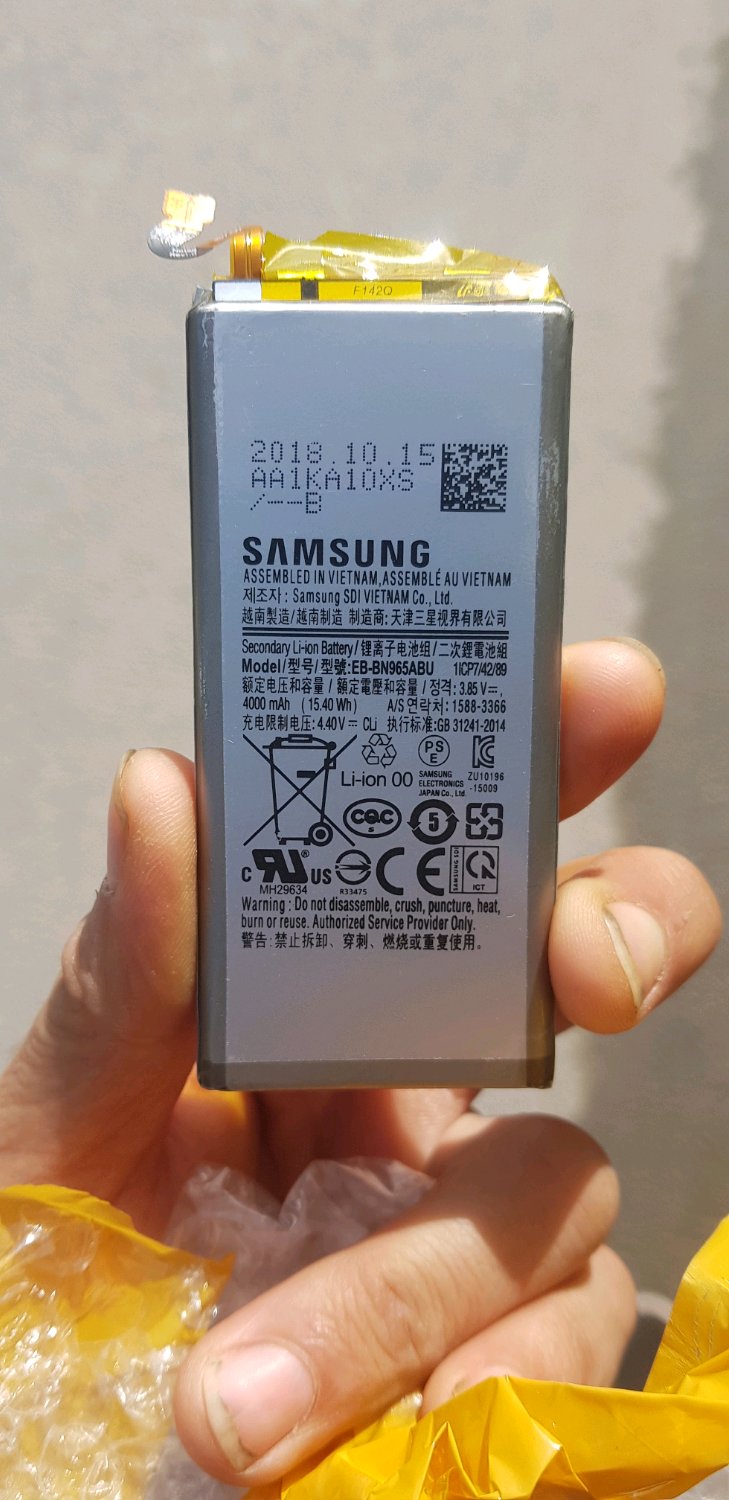 F142Q
2018.10.15
AA1KA10XS
/--B
SAMSUNG
ASSEMBLED IN VIETNAM,ASSEMBLÉ AU VIETNAM
제조자 : Samsung SDI VIETNAM Co., Ltd.
越南製造/越南制造 制造商: 天津三星视界有限公司
Secondary Li-ion Battery / 锂离子电池组 / 二次鋰電池組
Model/型号/型號:EB-BN965ABU 1ICP7/42/89
额定电压和容量 / 額定電壓和容量 / 정격 : 3.85 V⎓,
4000 mAh (15.40 Wh) A/S 연락처 : 1588-3366
充电限制电压: 4.40V⎓ CLi 执行标准:GB 31241-2014
Li-ion 00
PS
E
SAMSUNG
ELECTRONICS
JAPAN Co., Ltd.
ZU10196
-15009
CQC
S
5
C RU ® US
MH29634
R33475
CE
SAMSUNG SDI
ICT
Warning : Do not disassemble, crush, puncture, heat,
burn or reuse. Authorized Service Provider Only.
警告: 禁止拆卸、穿刺、燃烧或重复使用。